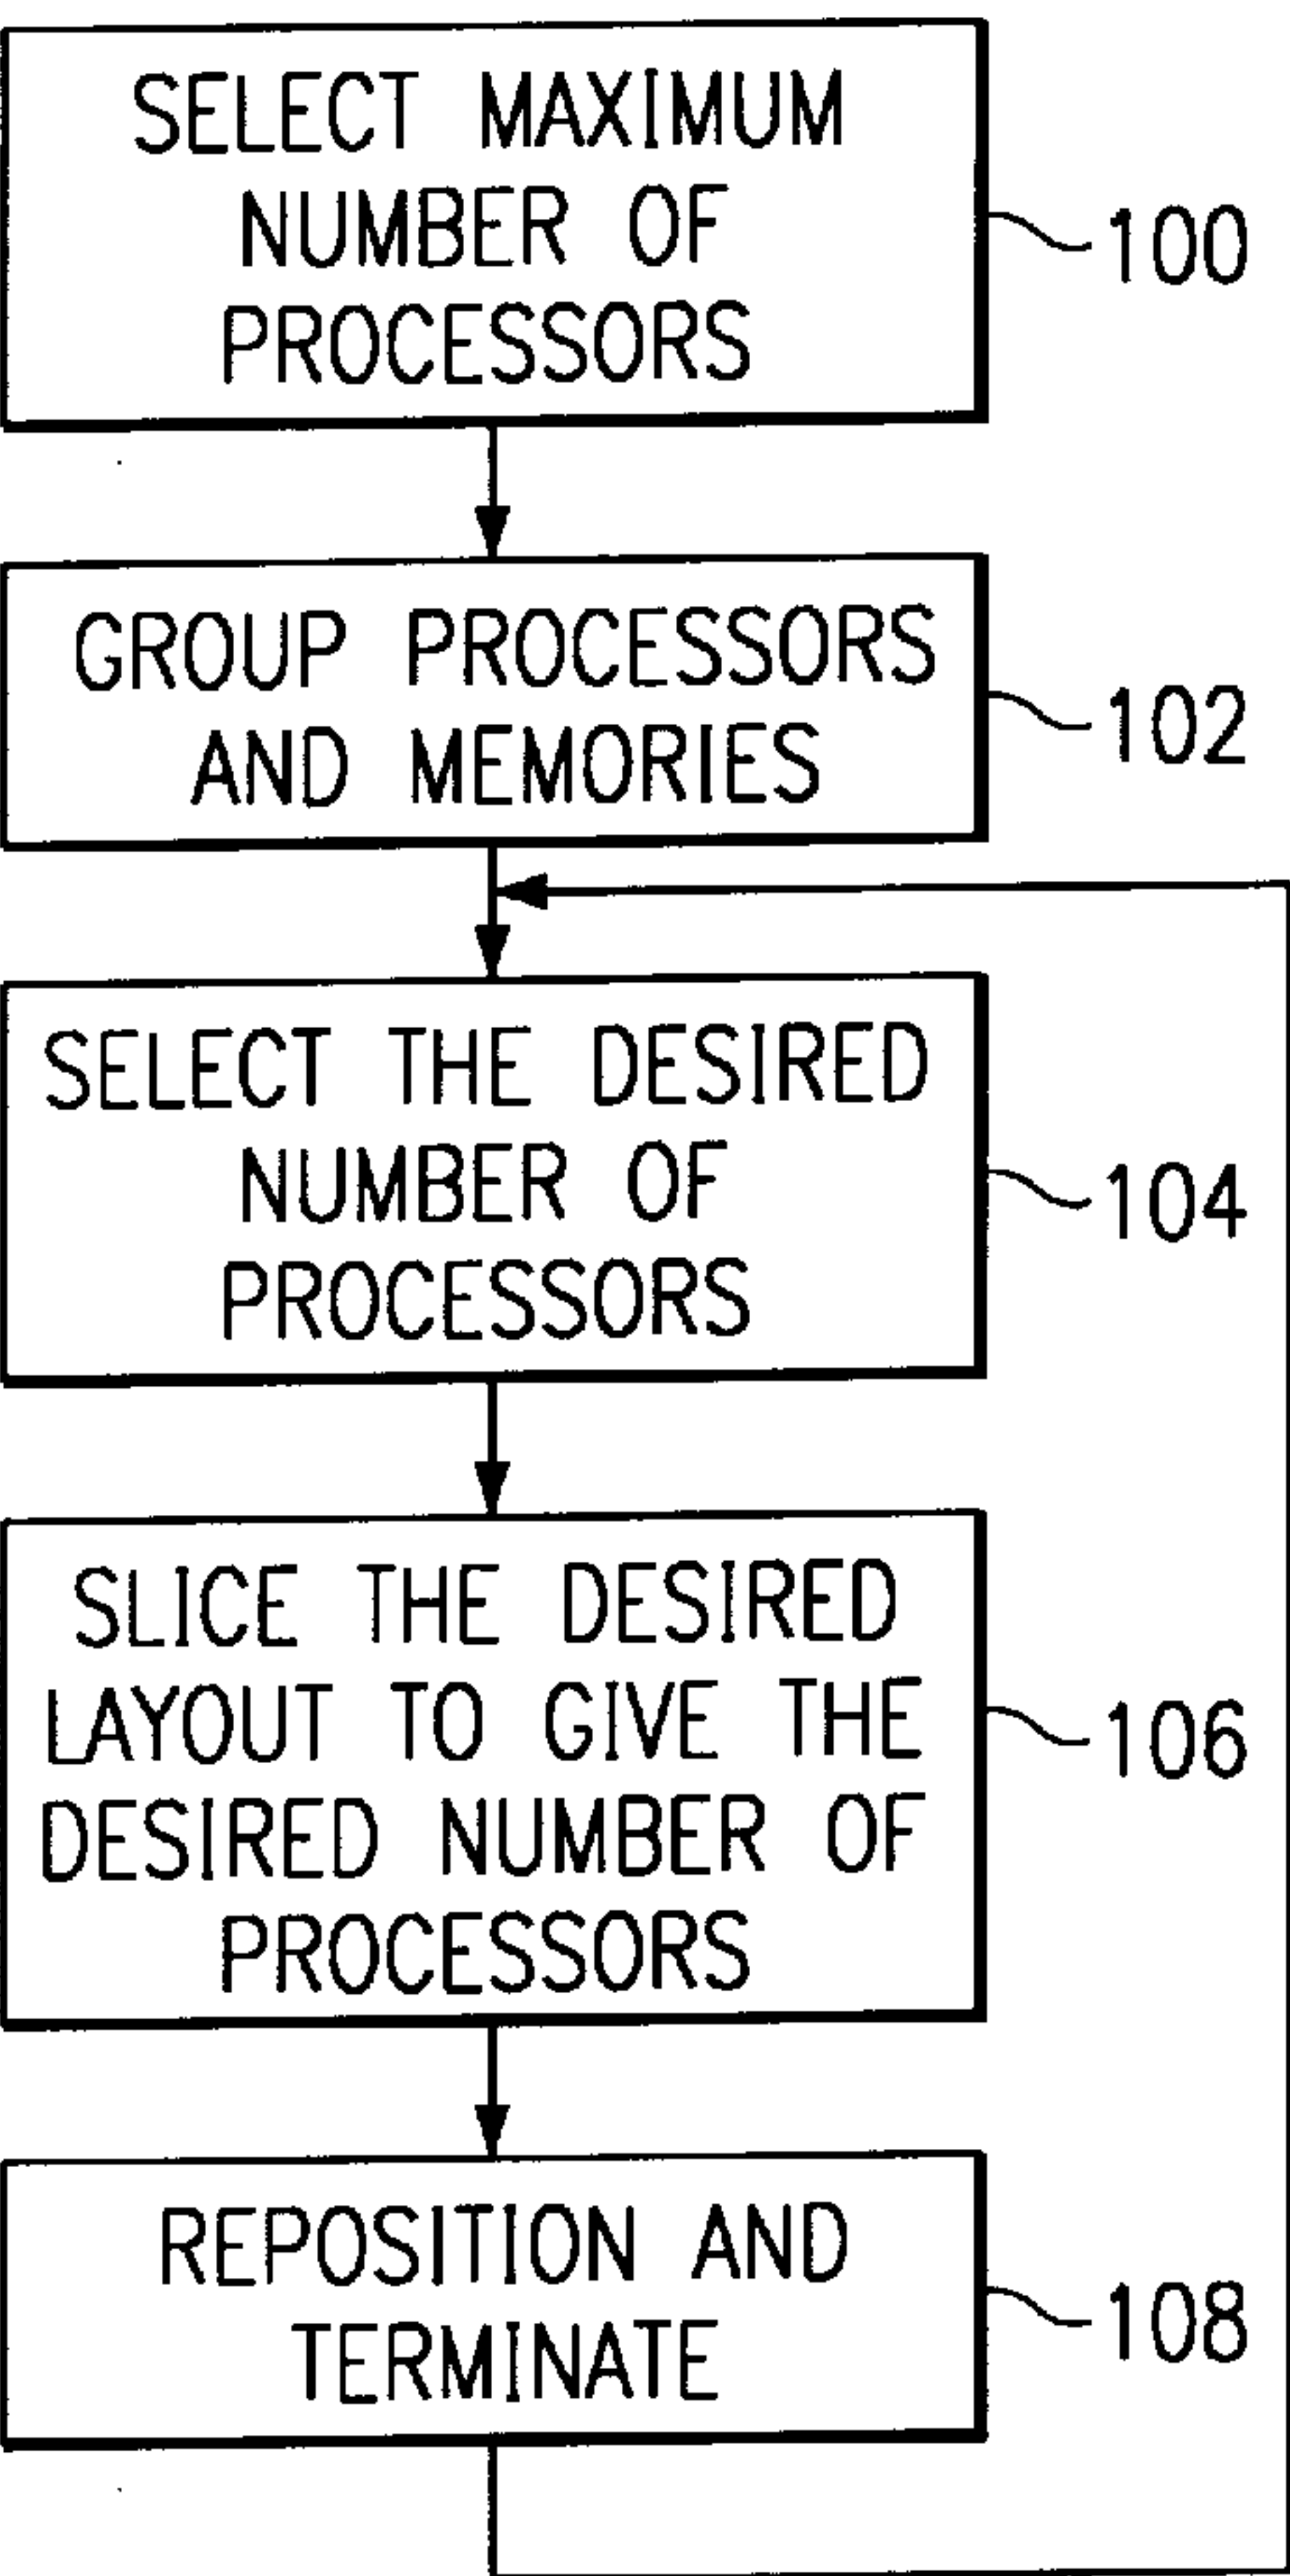 SELECT MAXIMUM
NUMBER OF
PROCESSORS
100
GROUP PROCESSORS
AND MEMORIES
102
SELECT THE DESIRED
NUMBER OF
PROCESSORS
104
SLICE THE DESIRED
LAYOUT TO GIVE THE
DESIRED NUMBER OF
PROCESSORS
106
REPOSITION AND
TERMINATE
108